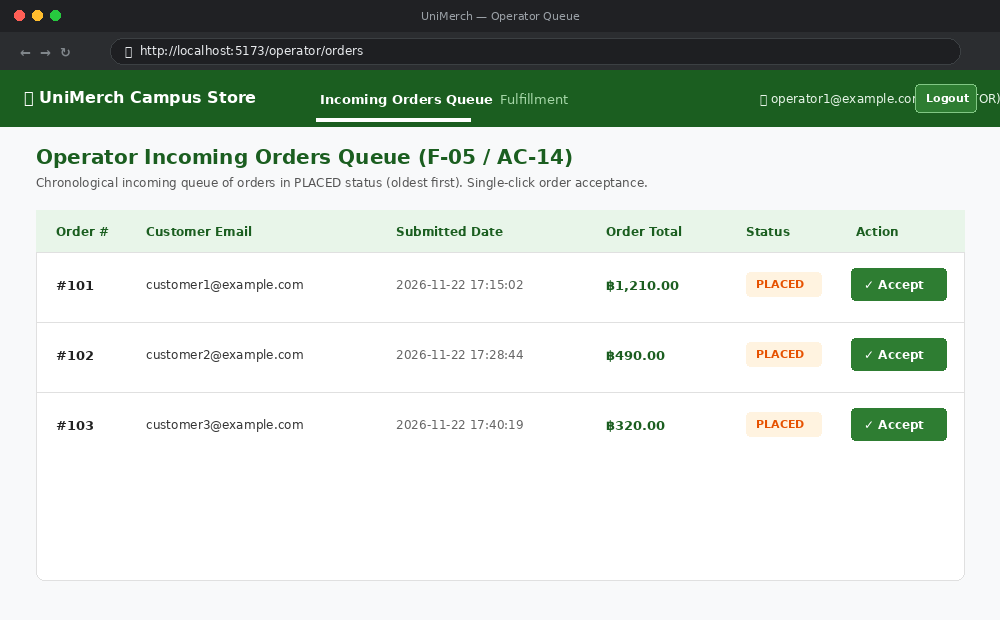 UniMerch — Operator Queue
← → ↻ http://localhost:5173/operator/orders
UniMerch Campus Store Incoming Orders Queue Fulfillment operator1@example.com Logout TOR)
Operator Incoming Orders Queue (F-05 / AC-14)
Chronological incoming queue of orders in PLACED status (oldest first). Single-click order acceptance.
Order # Customer Email Submitted Date Order Total Status Action
#101 customer1@example.com 2026-11-22 17:15:02 ฿1,210.00 PLACED ✓ Accept
#102 customer2@example.com 2026-11-22 17:28:44 ฿490.00 PLACED ✓ Accept
#103 customer3@example.com 2026-11-22 17:40:19 ฿320.00 PLACED ✓ Accept